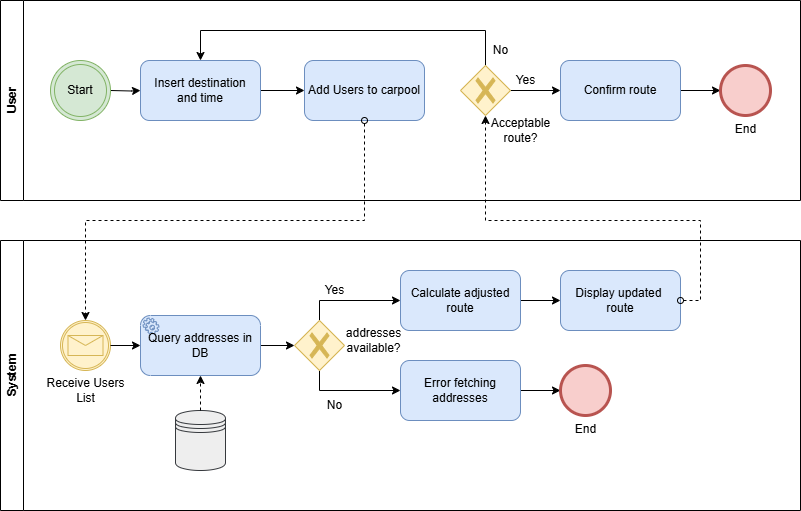 User
Start
Insert destination
and time
Add Users to carpool
No
Yes
Acceptable
route?
Confirm route
End
System
Receive Users
List
Query addresses in
DB
Yes
addresses
available?
No
Calculate adjusted
route
Display updated
route
Error fetching
addresses
End